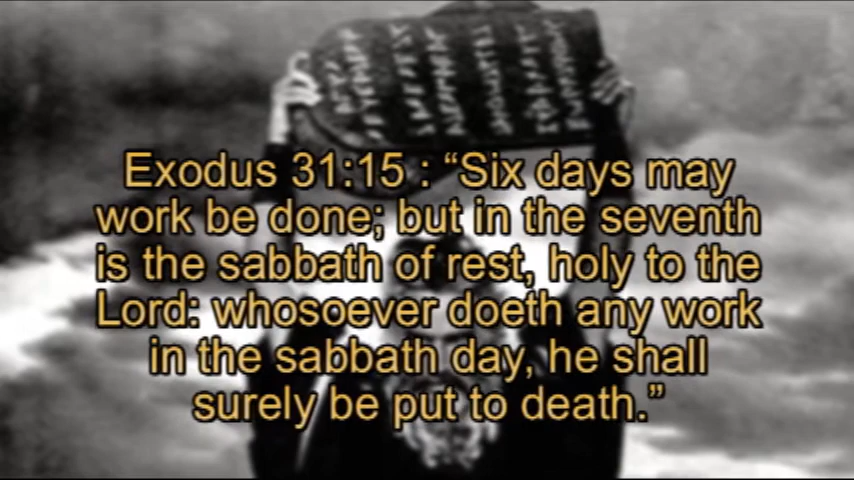 Exodus 31:15 : “Six days may
work be done; but in the seventh
is the sabbath of rest, holy to the
Lord: whosoever doeth any work
in the sabbath day, he shall
surely be put to death.”